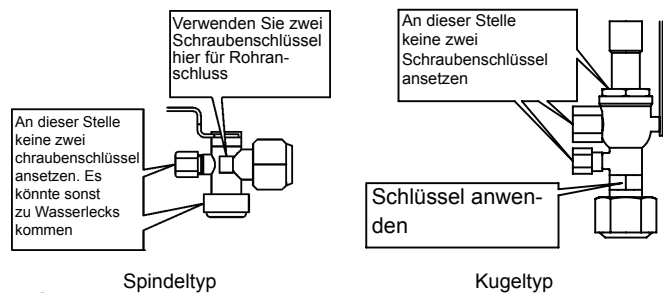 Verwenden Sie zwei
Schraubenschlüssel
hier für Rohran-
schluss
An dieser Stelle
keine zwei
chraubenschlüssel
ansetzen. Es
könnte sonst
zu Wasserlecks
kommen
Spindeltyp
An dieser Stelle
keine zwei
Schraubenschlüssel
ansetzen
Schlüssel anwen-
den
Kugeltyp